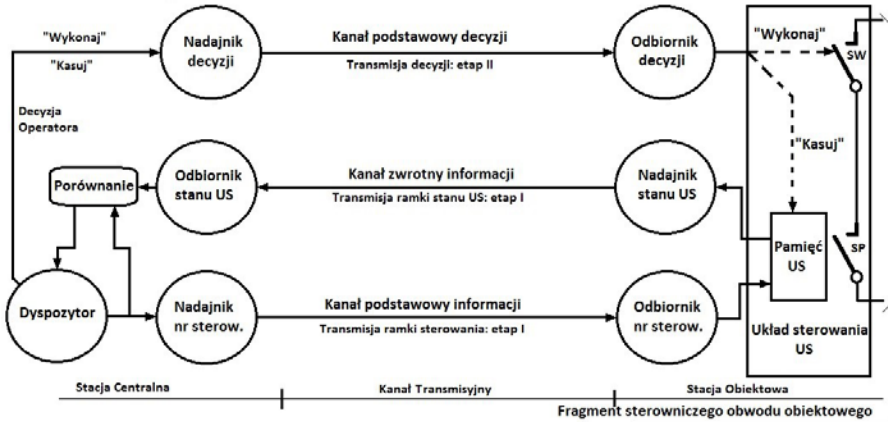 "Wykonaj"
"Kasuj"
Decyzja
Operatora
Nadajnik
decyzji
Kanał podstawowy decyzji
Transmisja decyzji: etap II
Odbiornik
decyzji
"Wykonaj"
SW
"Kasuj"
Porównanie
Odbiornik
stanu US
Kanał zwrotny informacji
Transmisja ramki stanu US: etap I
Nadajnik
stanu US
Pamięć
US
SP
Dyspozytor
Nadajnik
nr sterow.
Kanał podstawowy informacji
Transmisja ramki sterowania: etap I
Odbiornik
nr sterow.
Układ sterowania
US
Stacja Centralna
Kanał Transmisyjny
Stacja Obiektowa
Fragment sterowniczego obwodu obiektowego